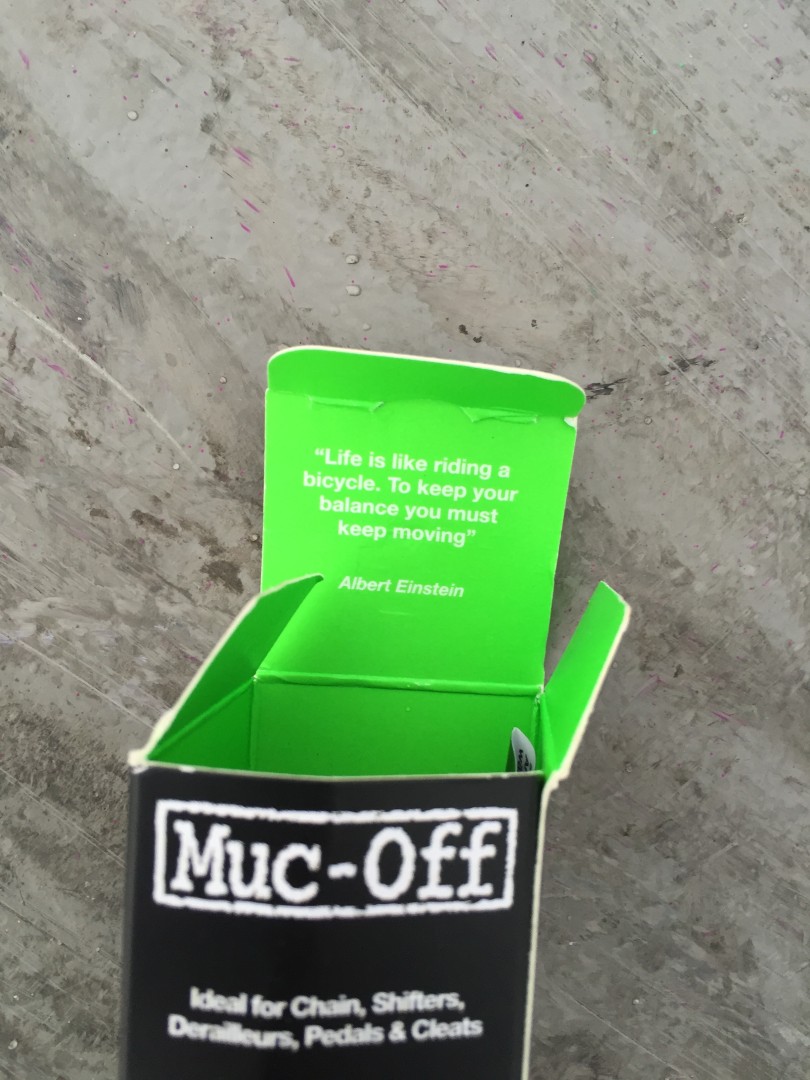 “Life is like riding a
bicycle. To keep your
balance you must
keep moving”
Albert Einstein
Muc-Off
Ideal for Chain, Shifters,
Derailleurs, Pedals & Cleats